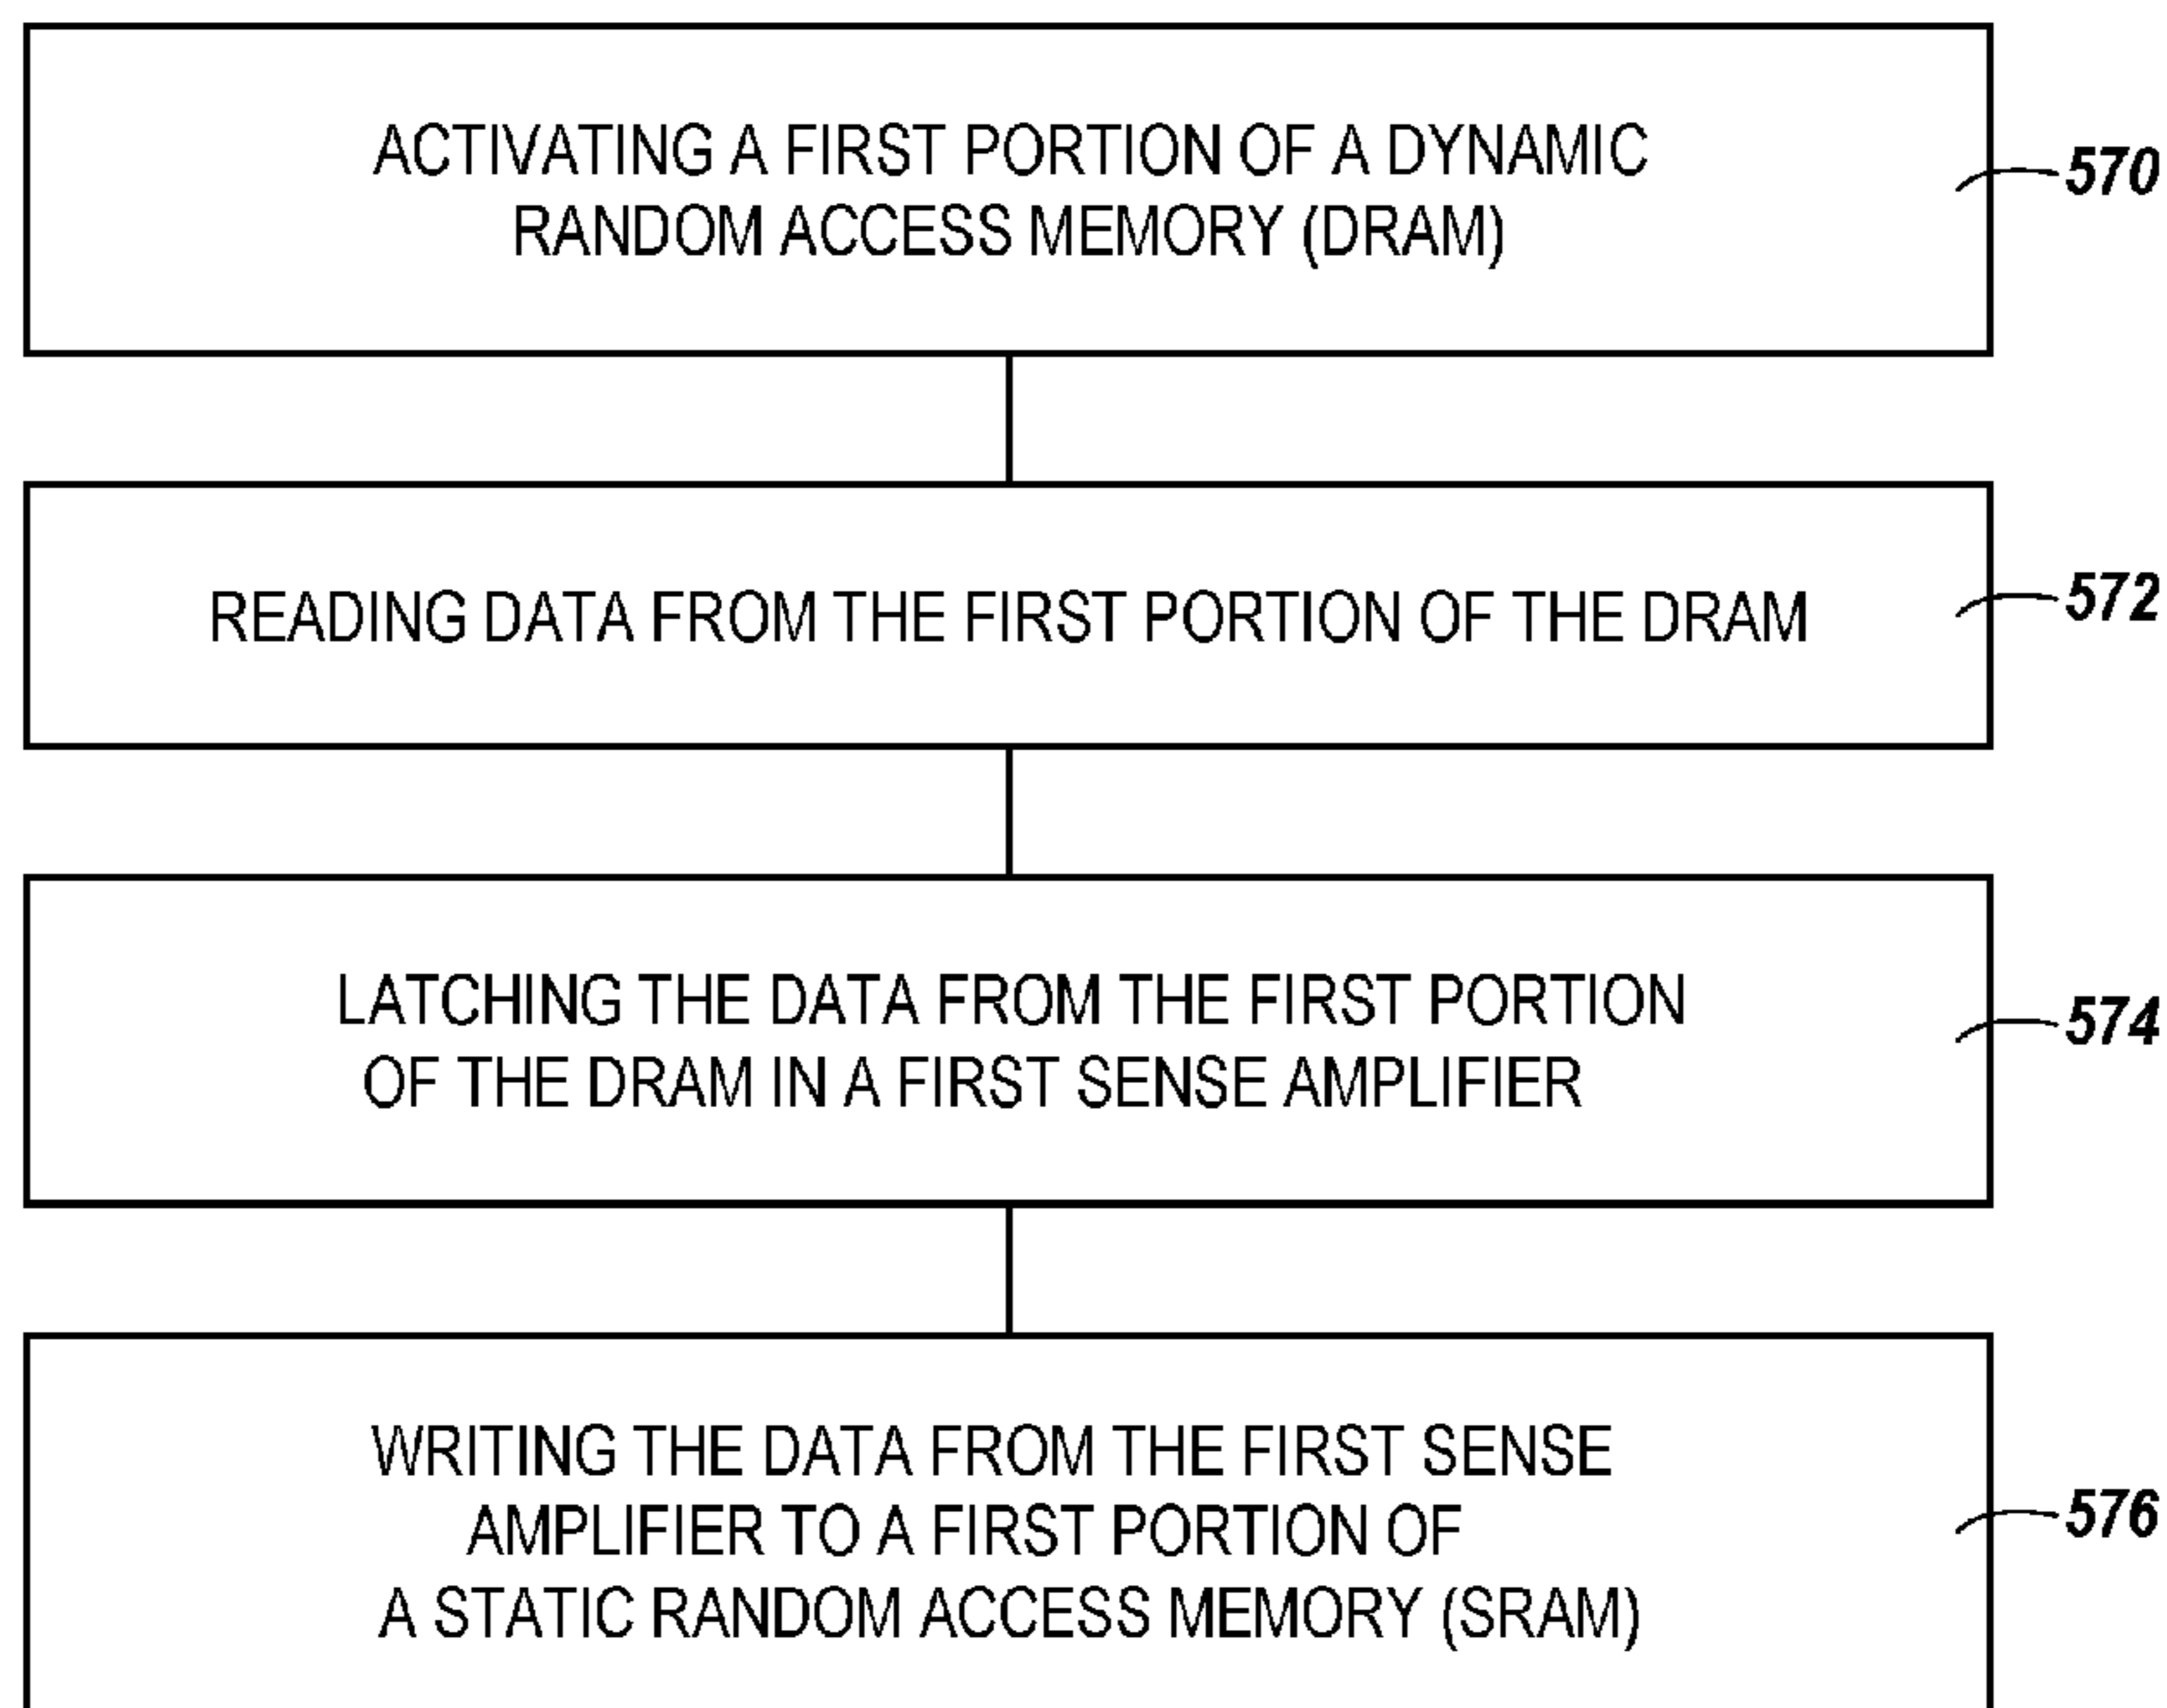 ACTIVATING A FIRST PORTION OF A DYNAMIC
RANDOM ACCESS MEMORY (DRAM)
570
READING DATA FROM THE FIRST PORTION OF THE DRAM
572
LATCHING THE DATA FROM THE FIRST PORTION
OF THE DRAM IN A FIRST SENSE AMPLIFIER
574
WRITING THE DATA FROM THE FIRST SENSE
AMPLIFIER TO A FIRST PORTION OF
A STATIC RANDOM ACCESS MEMORY (SRAM)
576